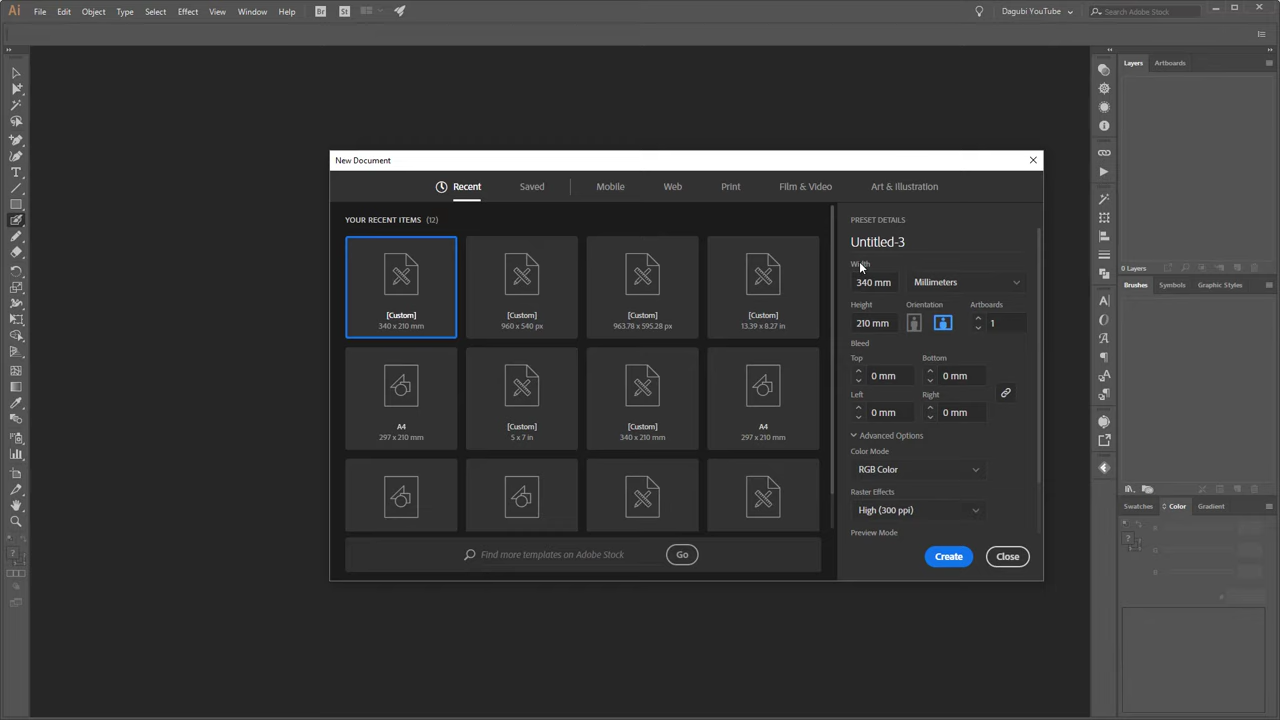 Ai File Edit Object Type Select Effect View Window Help Br St Dagubi YouTube Search Adobe Stock
Layers Artboards
New Document
Recent Saved Mobile Web Print Film & Video Art & Illustration
YOUR RECENT ITEMS (12)
[Custom]
340 x 210 mm
[Custom]
960 x 540 px
[Custom]
963.78 x 595.28 px
[Custom]
13.39 x 8.27 in
A4
297 x 210 mm
[Custom]
5 x 7 in
[Custom]
340 x 210 mm
A4
297 x 210 mm
Find more templates on Adobe Stock Go
PRESET DETAILS
Untitled-3
Width
340 mm Millimeters
Height Orientation Artboards
210 mm 1
Bleed
Top Bottom
0 mm 0 mm
Left Right
0 mm 0 mm
Advanced Options
Color Mode
RGB Color
Raster Effects
High (300 ppi)
Preview Mode
Create Close
0 Layers
Brushes Symbols Graphic Styles
Swatches Color Gradient